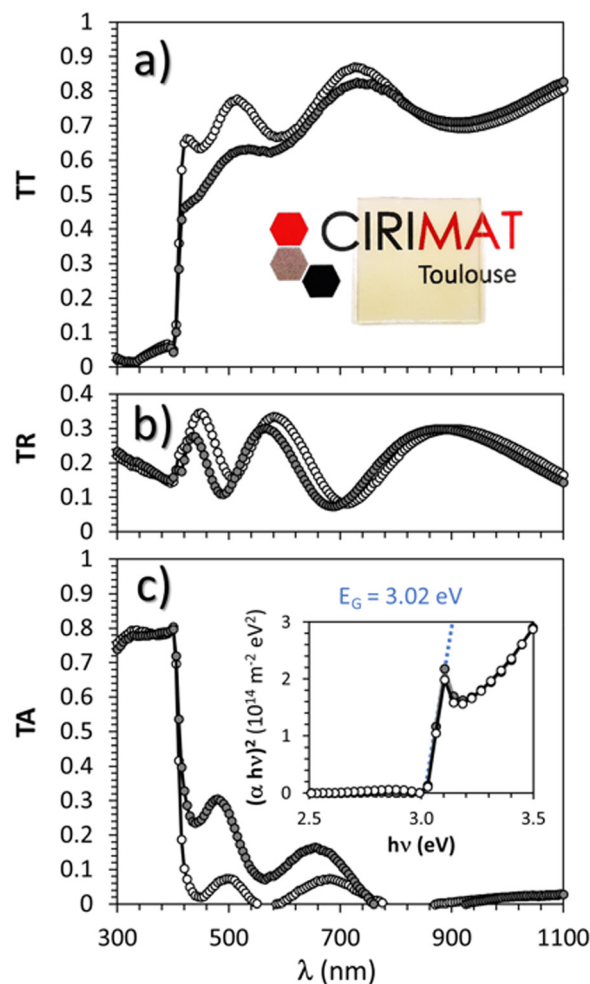 a)
TT
1
0.9
0.8
0.7
0.6
0.5
0.4
0.3
0.2
0.1
0
CIRIMAT
Toulouse
b)
TR
0.4
0.3
0.2
0.1
0
c)
TA
1
0.9
0.8
0.7
0.6
0.5
0.4
0.3
0.2
0.1
0
E_G = 3.02 eV
(α hν)² (10¹⁴ m⁻² eV²)
3
2
1
0
2.5 3.0 3.5
hν (eV)
300 500 700 900 1100
λ (nm)